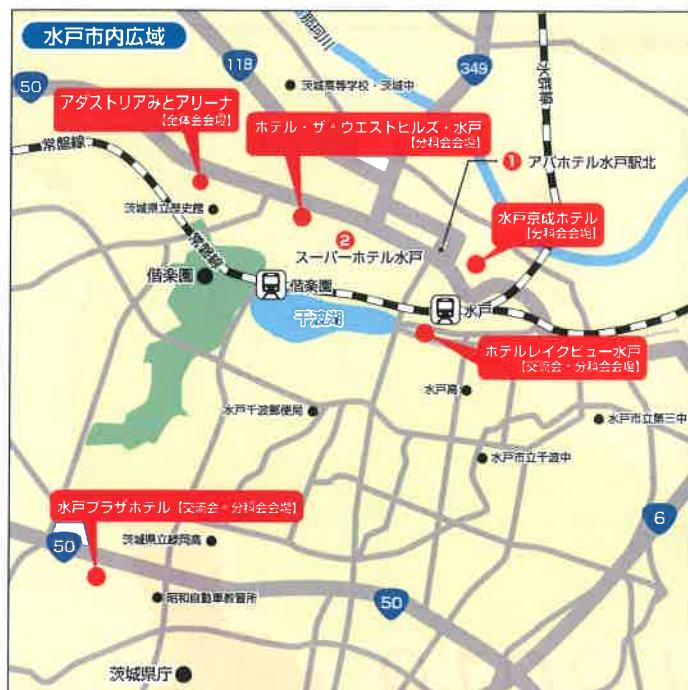 水戸市内広域
那珂川
118
349
水郡線
50
茨城高等学校・茨城中
アダストリアみとアリーナ
【全体会会場】
ホテル・ザ・ウエストヒルズ・水戸
【分科会会場】
常盤線
1 アパホテル水戸駅北
茨城県立歴史館
水戸京成ホテル
【分科会会場】
2
スーパーホテル水戸
常盤線
偕楽園
偕楽園
水戸
千波湖
ホテルレイクビュー水戸
【交流会・分科会会場】
水戸高
水戸千波郵便局
水戸市立第三中
水戸市立千波中
水戸プラザホテル【交流会・分科会会場】
50
茨城県立緑岡高
6
昭和自動車教習所
50
茨城県庁